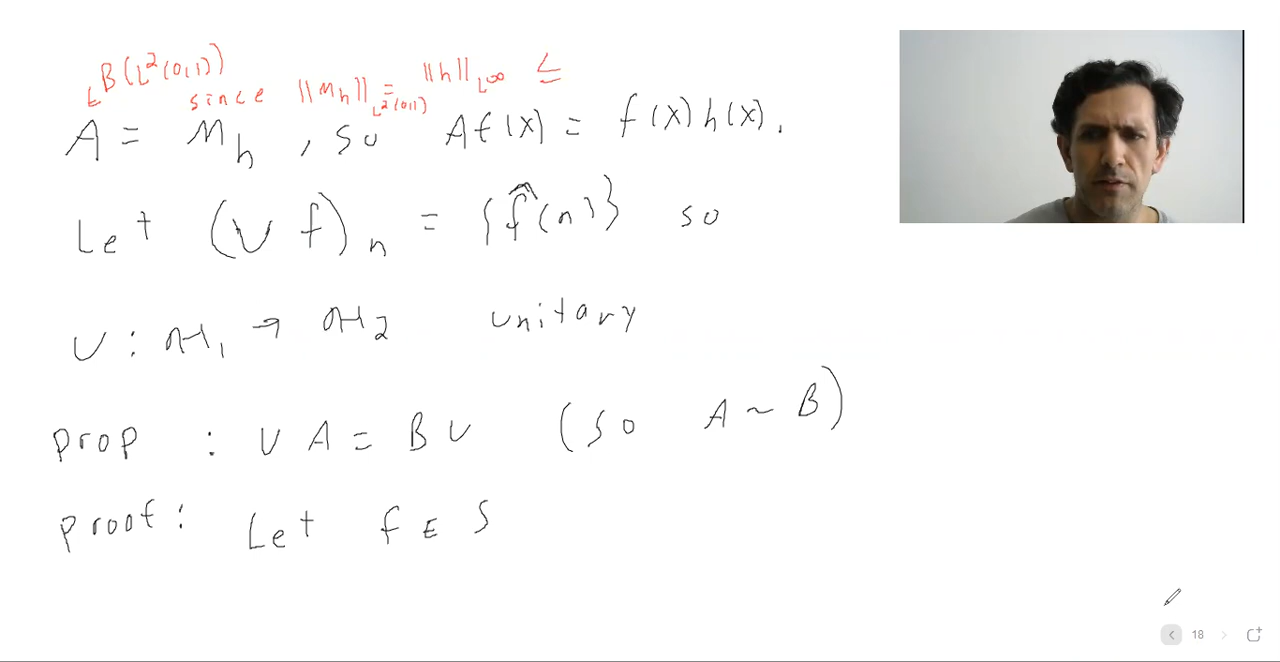 ∈ B(L²(0,1))
since ||M_h||_{L²(0,1)} = ||h||_{L^∞} ≤
A = M_h, so Af(x) = f(x)h(x).
Let (Uf)_n = {f̂(n)} so
U : H₁ → H₂ unitary
prop : UA = BU (so A ~ B)
proof: Let f ∈ S
18